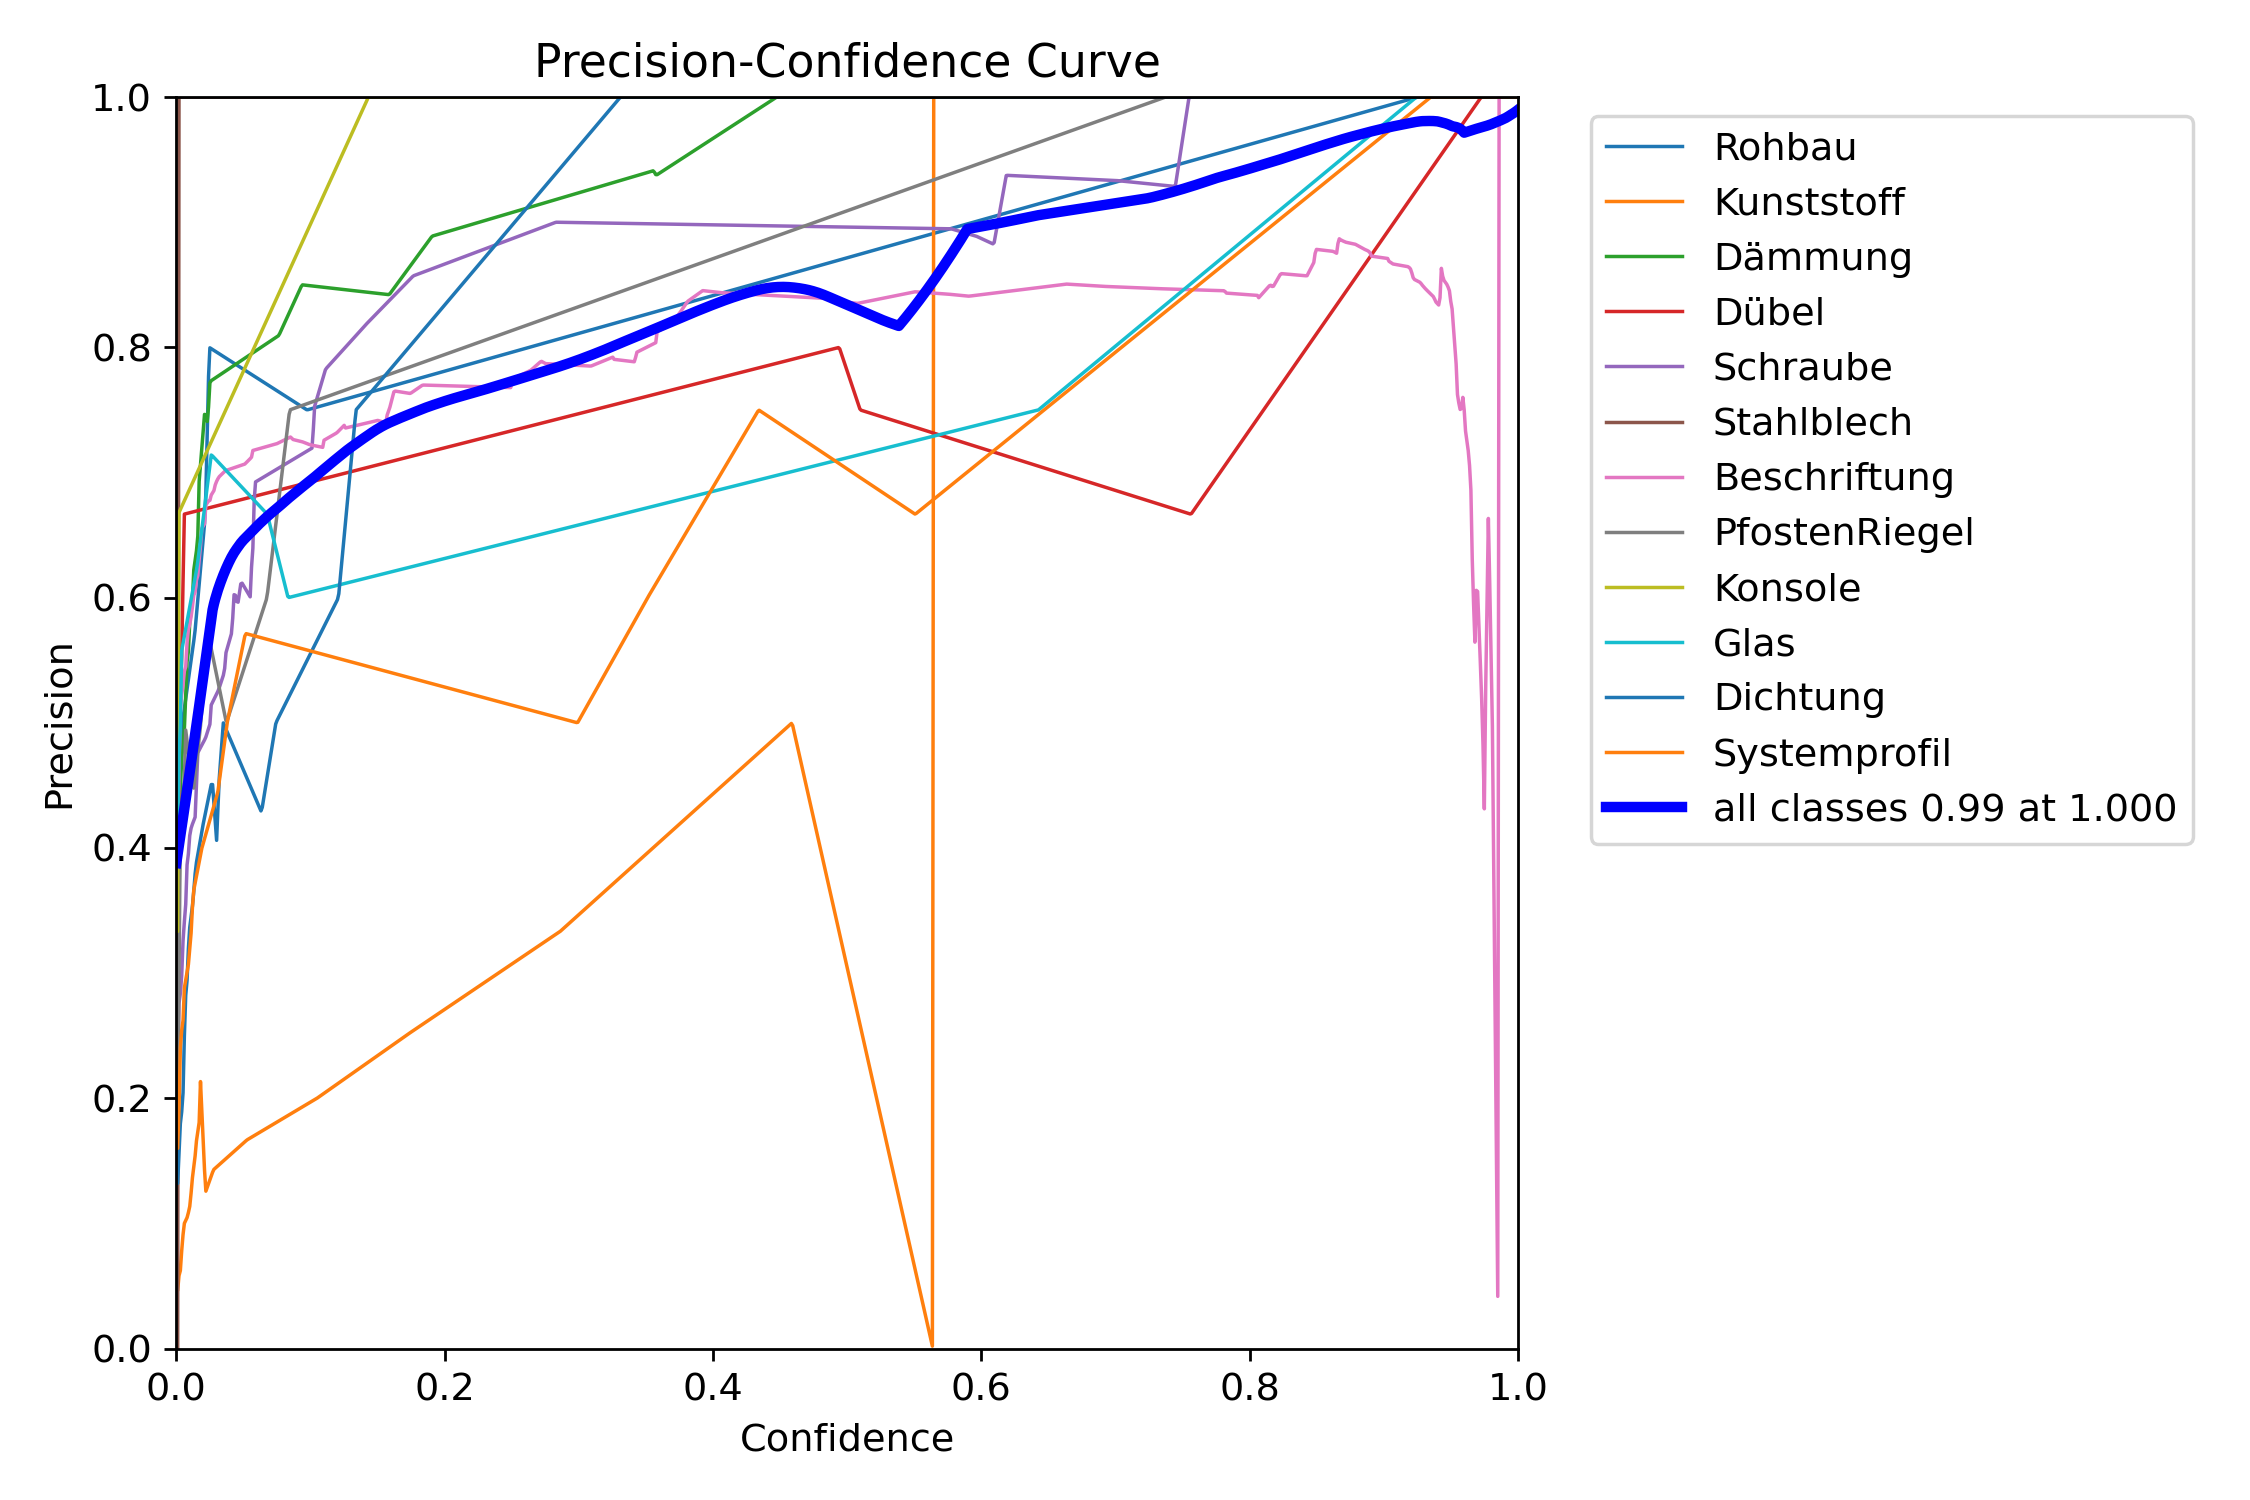 Precision-Confidence Curve
1.0
0.8
0.6
0.4
0.2
0.0
Precision
0.0 0.2 0.4 0.6 0.8 1.0
Confidence
Rohbau
Kunststoff
Dämmung
Dübel
Schraube
Stahlblech
Beschriftung
PfostenRiegel
Konsole
Glas
Dichtung
Systemprofil
all classes 0.99 at 1.000